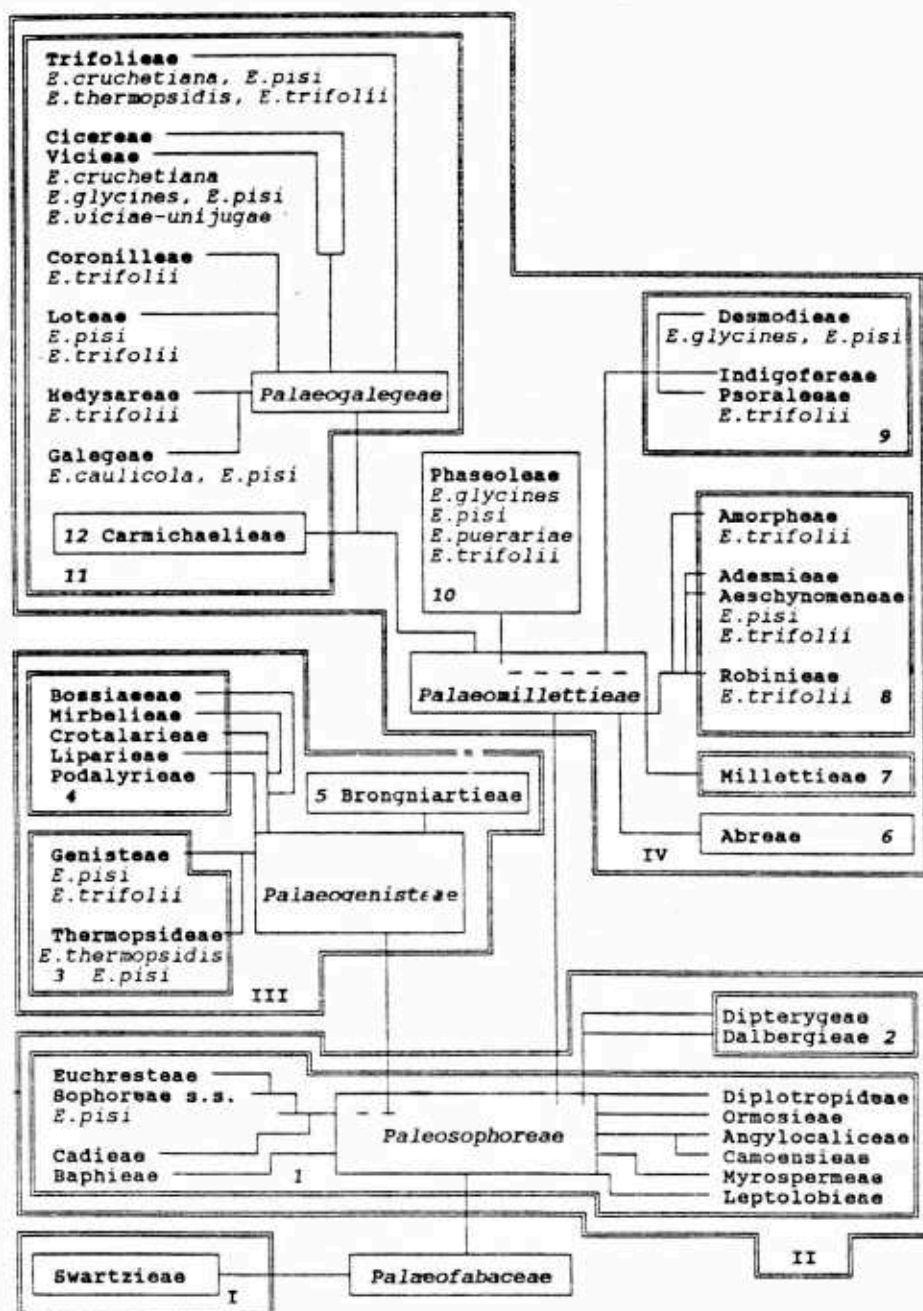 Trifolieae
E.cruchetiana, E.pisi
E.thermopsidis, E.trifolii
Cicereae
Vicieae
E.cruchetiana
E.glycines, E.pisi
E.viciae-unijugae
Coronilleae
E.trifolii
Loteae
E.pisi
E.trifolii
Hedysareae
E.trifolii
Palaeogalegeae
Galegeae
E.caulicola, E.pisi
12 Carmichaelieae
11
Phaseoleae
E.glycines
E.pisi
E.puerariae
E.trifolii
10
Desmodieae
E.glycines, E.pisi
Indigofereae
Psoraleeae
E.trifolii
9
Amorpheae
E.trifolii
Adesmieae
Aeschynomeneae
E.pisi
E.trifolii
Robinieae
E.trifolii 8
Palaeomillettieae
Millettieae 7
Abreae 6
IV
Bossiaeeae
Mirbelieae
Crotalarieae
Liparieae
Podalyrieae
4
5 Brongniartieae
Genisteae
E.pisi
E.trifolii
Palaeogenisteae
Thermopsideae
E.thermopsidis
3 E.pisi
III
Dipterygeae
Dalbergieae 2
Euchresteae
Sophoreae s.s.
E.pisi
Cadieae
Baphieae
1
Paleosophoreae
Diplotropideae
Ormosieae
Angylocaliceae
Camoensieae
Myrospermeae
Leptolobieae
II
Swartzieae
I
Palaeofabaceae